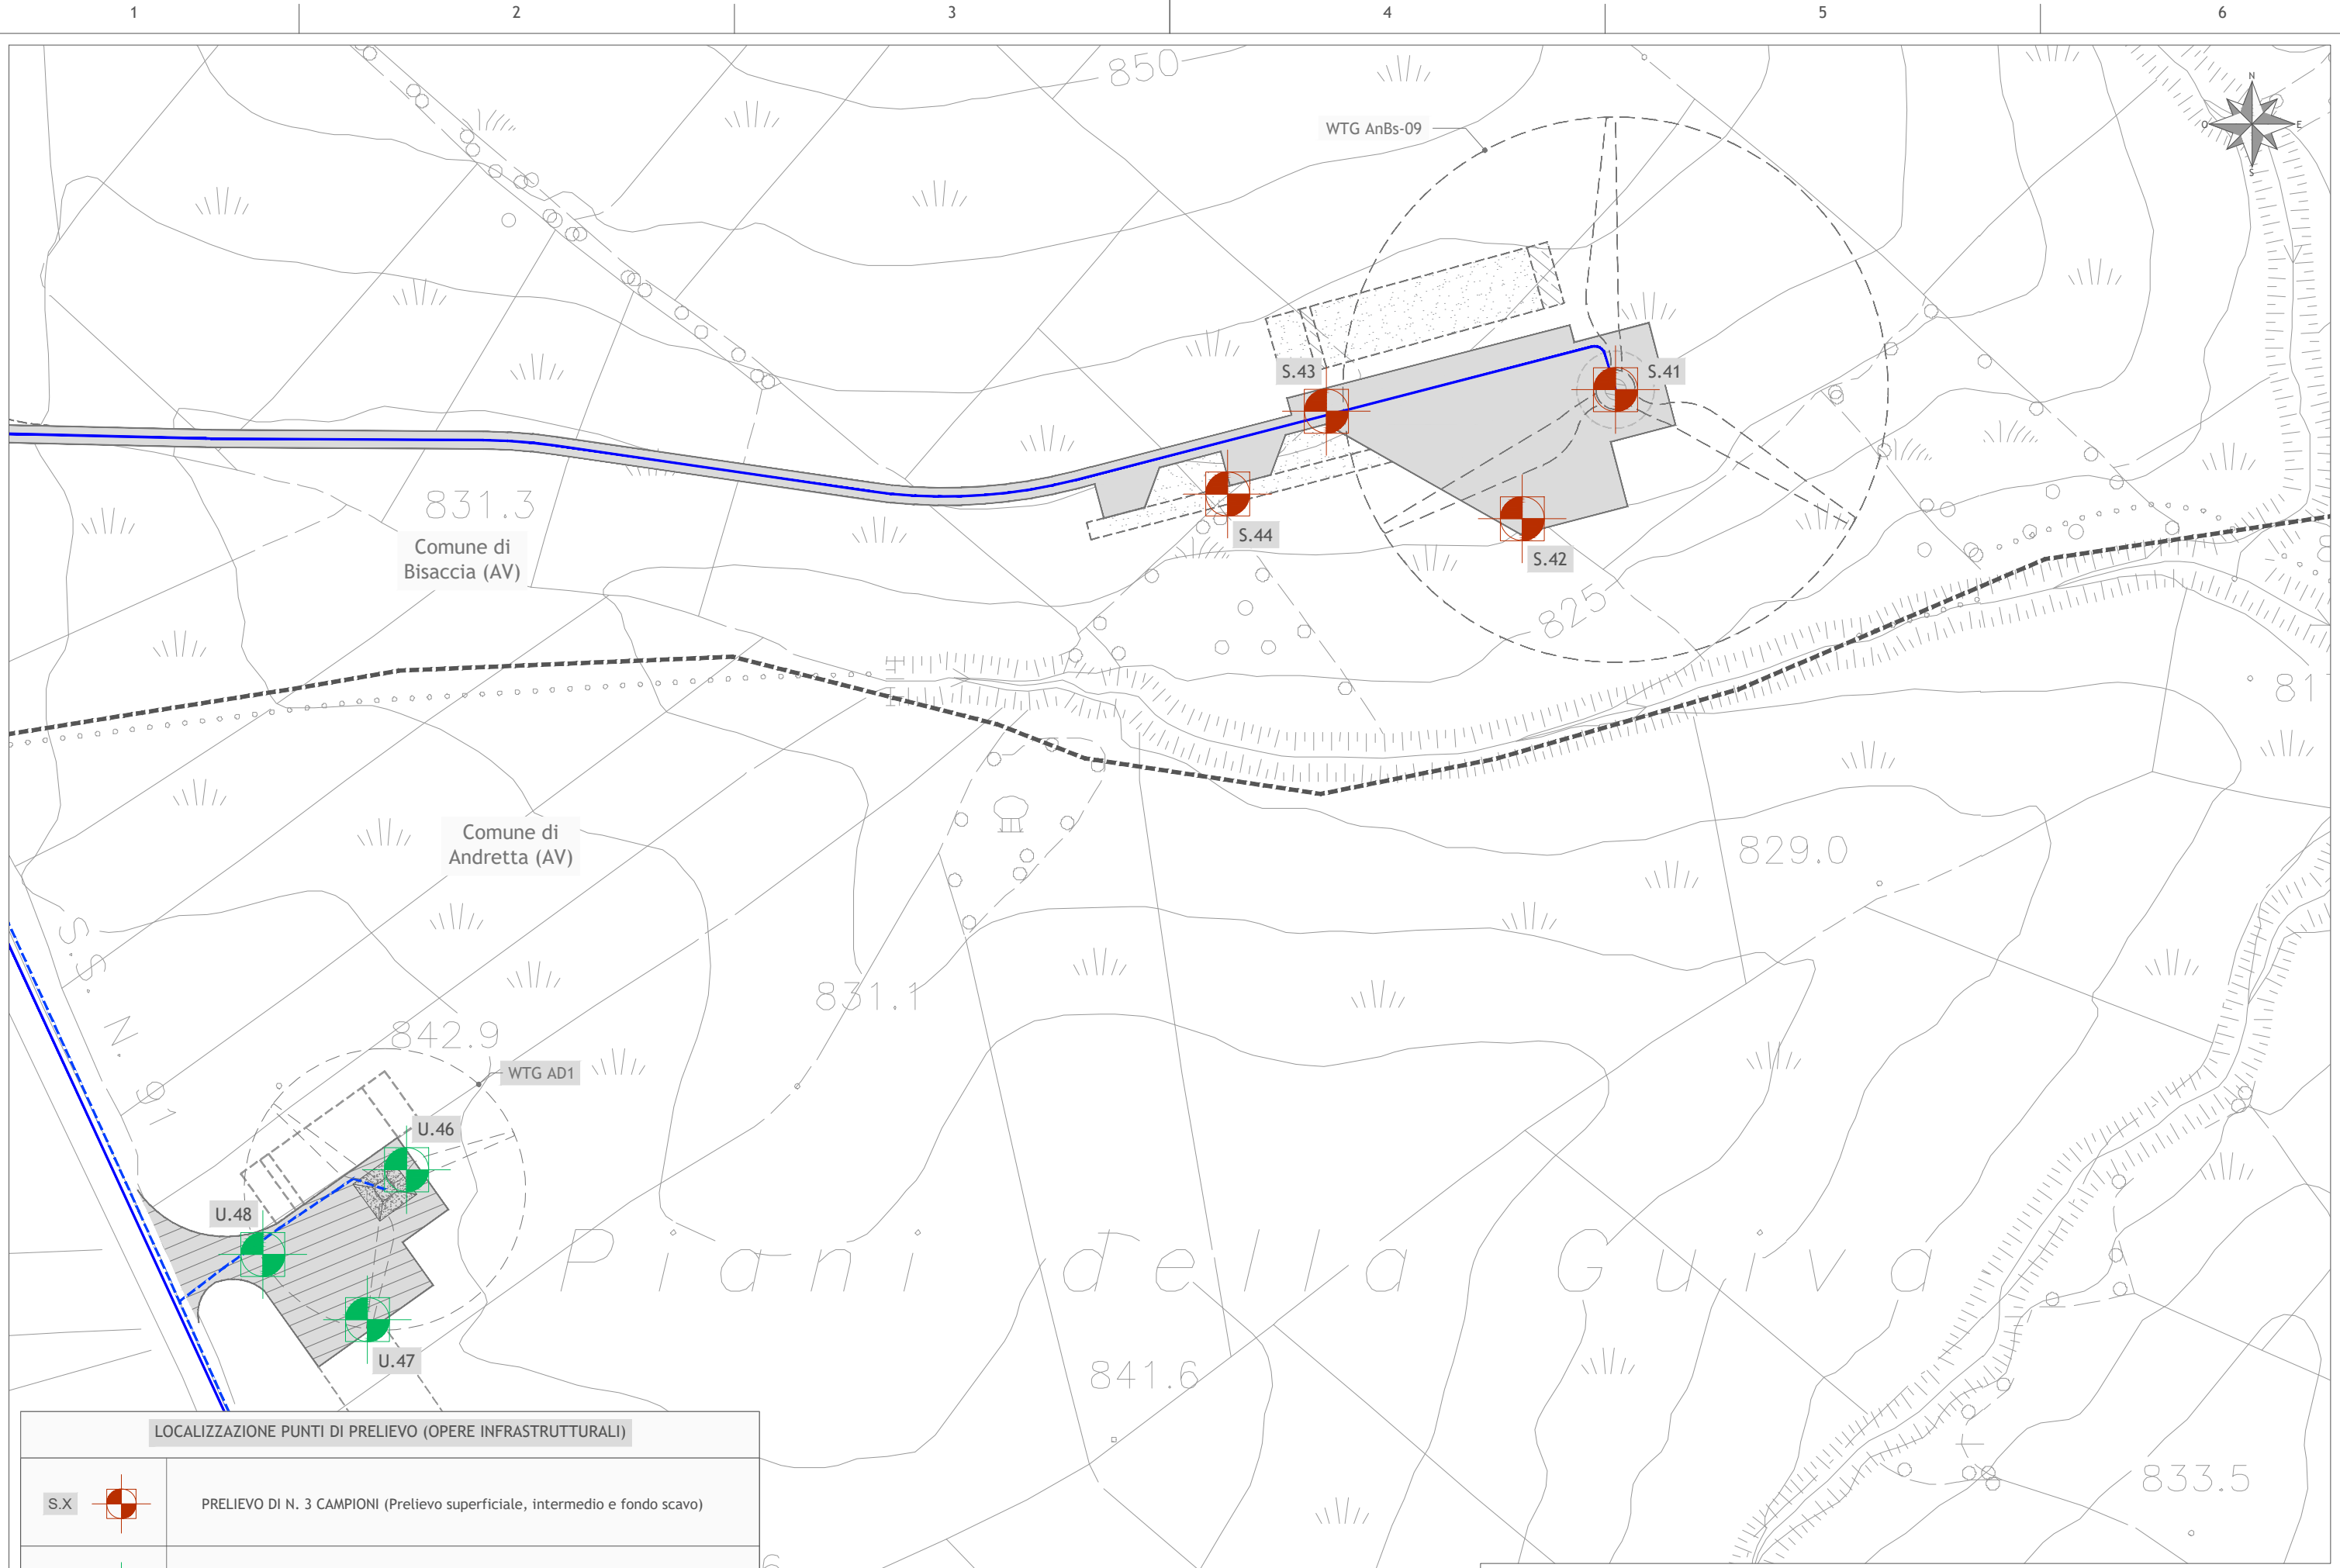 1 2 3 4 5 6
850
WTG AnBs-09
N
O E
S
S.43
S.41
831.3
Comune di
Bisaccia (AV)
S.44
S.42
825
81
829.0
Comune di
Andretta (AV)
S.S. N. 91
831.1
842.9
WTG AD1
U.46
U.48
Piani della Guiva
U.47
841.6
LOCALIZZAZIONE PUNTI DI PRELIEVO (OPERE INFRASTRUTTURALI)
833.5
S.X PRELIEVO DI N. 3 CAMPIONI (Prelievo superficiale, intermedio e fondo scavo)